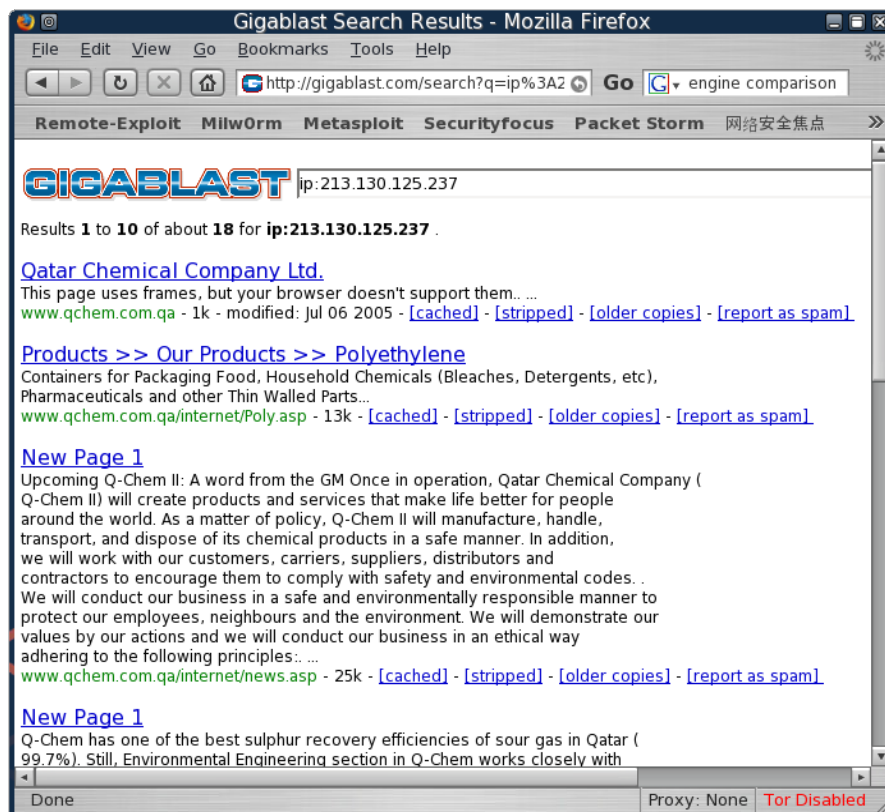 Gigablast Search Results - Mozilla Firefox
File Edit View Go Bookmarks Tools Help
http://gigablast.com/search?q=ip%3A2 Go G engine comparison
Remote-Exploit Milw0rm Metasploit Securityfocus Packet Storm 网络安全焦点 »
GIGABLAST ip:213.130.125.237
Results 1 to 10 of about 18 for ip:213.130.125.237 .
Qatar Chemical Company Ltd.
This page uses frames, but your browser doesn't support them.. ...
www.qchem.com.qa - 1k - modified: Jul 06 2005 - [cached] - [stripped] - [older copies] - [report as spam]
Products >> Our Products >> Polyethylene
Containers for Packaging Food, Household Chemicals (Bleaches, Detergents, etc),
Pharmaceuticals and other Thin Walled Parts...
www.qchem.com.qa/internet/Poly.asp - 13k - [cached] - [stripped] - [older copies] - [report as spam]
New Page 1
Upcoming Q-Chem II: A word from the GM Once in operation, Qatar Chemical Company (
Q-Chem II) will create products and services that make life better for people
around the world. As a matter of policy, Q-Chem II will manufacture, handle,
transport, and dispose of its chemical products in a safe manner. In addition,
we will work with our customers, carriers, suppliers, distributors and
contractors to encourage them to comply with safety and environmental codes. .
We will conduct our business in a safe and environmentally responsible manner to
protect our employees, neighbours and the environment. We will demonstrate our
values by our actions and we will conduct our business in an ethical way
adhering to the following principles:. ...
www.qchem.com.qa/internet/news.asp - 25k - [cached] - [stripped] - [older copies] - [report as spam]
New Page 1
Q-Chem has one of the best sulphur recovery efficiencies of sour gas in Qatar (
99.7%). Still, Environmental Engineering section in Q-Chem works closely with
Done Proxy: None Tor Disabled